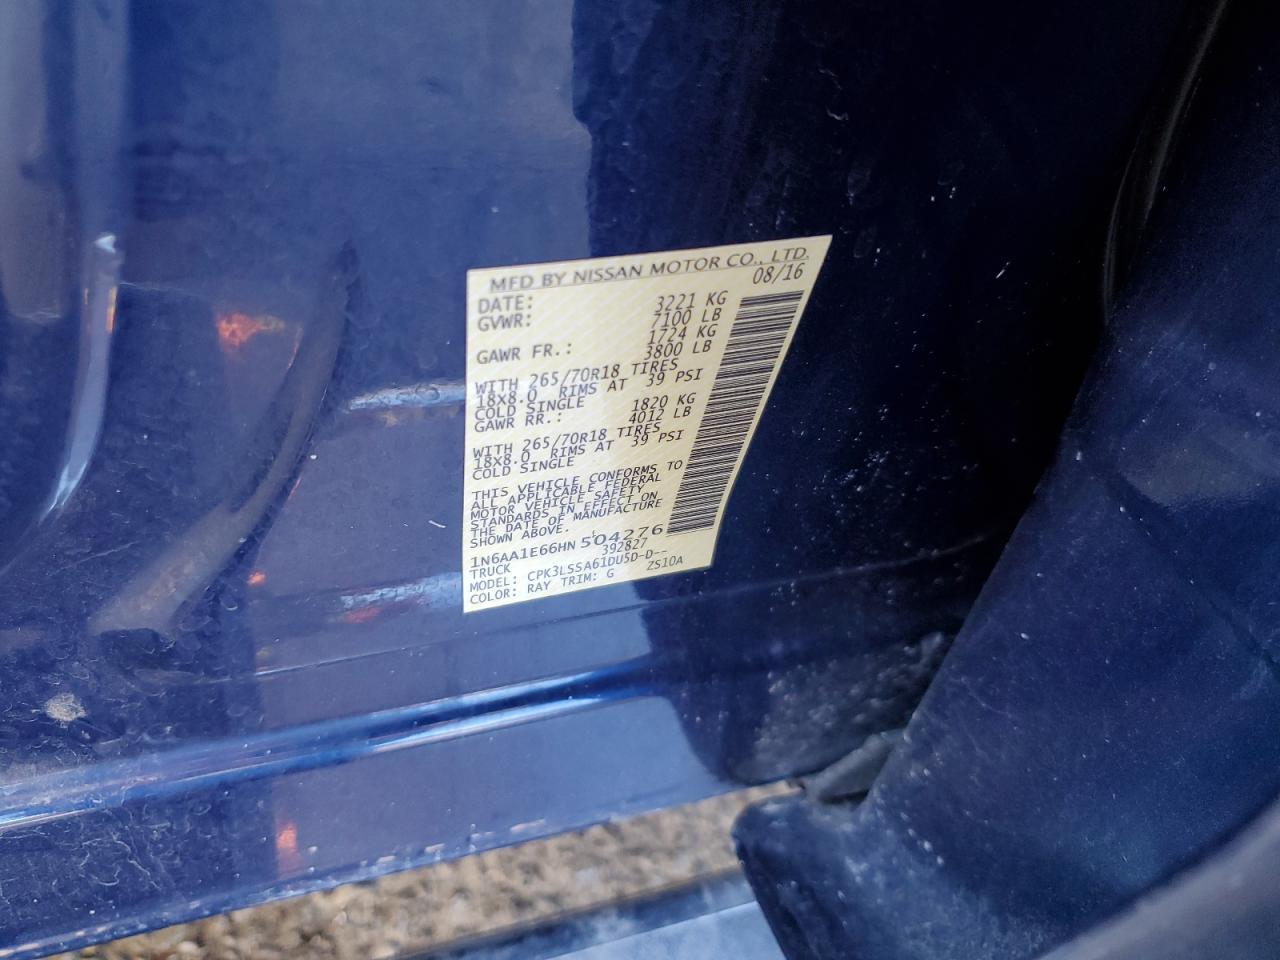 MFD BY NISSAN MOTOR CO., LTD.
DATE: 08/16
GVWR: 3221 KG
7100 LB
GAWR FR.: 1724 KG
3800 LB
WITH 265/70R18 TIRES
18X8.0 RIMS AT 39 PSI
COLD SINGLE
GAWR RR.: 1820 KG
4012 LB
WITH 265/70R18 TIRES
18X8.0 RIMS AT 39 PSI
COLD SINGLE
THIS VEHICLE CONFORMS TO
ALL APPLICABLE FEDERAL
MOTOR VEHICLE SAFETY
STANDARDS IN EFFECT ON
THE DATE OF MANUFACTURE
SHOWN ABOVE.
1N6AA1E66HN504276
TRUCK 392827
MODEL: CPK3LSSA61DU5D-D--
COLOR: RAY TRIM: G ZS10A